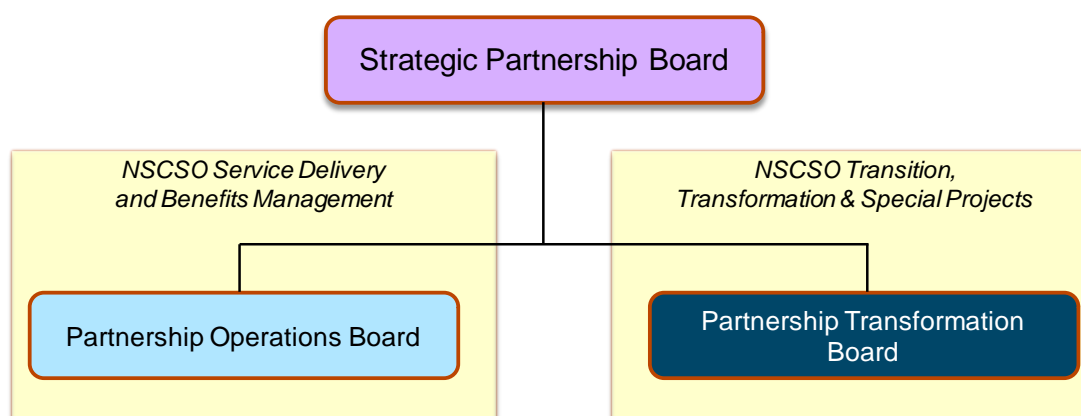 Strategic Partnership Board
NSCSO Service Delivery
and Benefits Management
NSCSO Transition,
Transformation & Special Projects
Partnership Operations Board
Partnership Transformation
Board